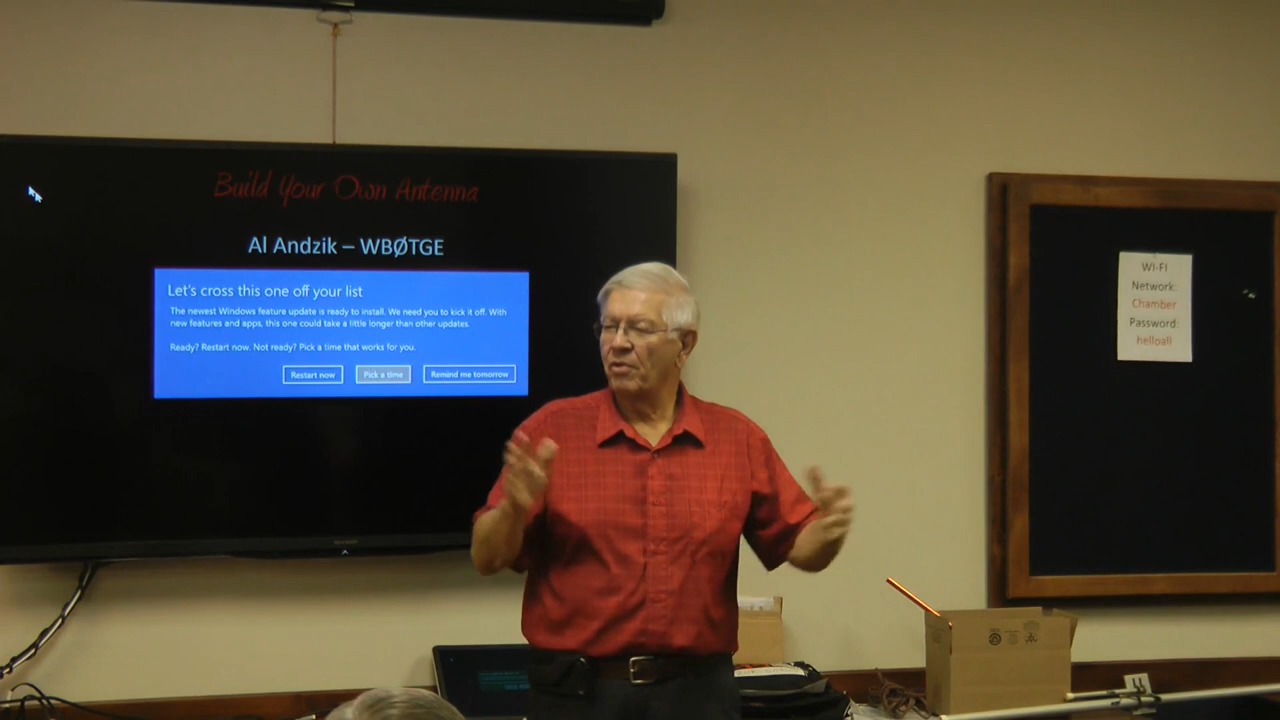 Build Your Own Antenna
Al Andzik – WBØTGE
Let's cross this one off your list
The newest Windows feature update is ready to install. We need you to kick it off. With
new features and apps, this one could take a little longer than other updates.
Ready? Restart now. Not ready? Pick a time that works for you.
Restart now
Pick a time
Remind me tomorrow
WI-FI
Network:
Chamber
Password:
helloall